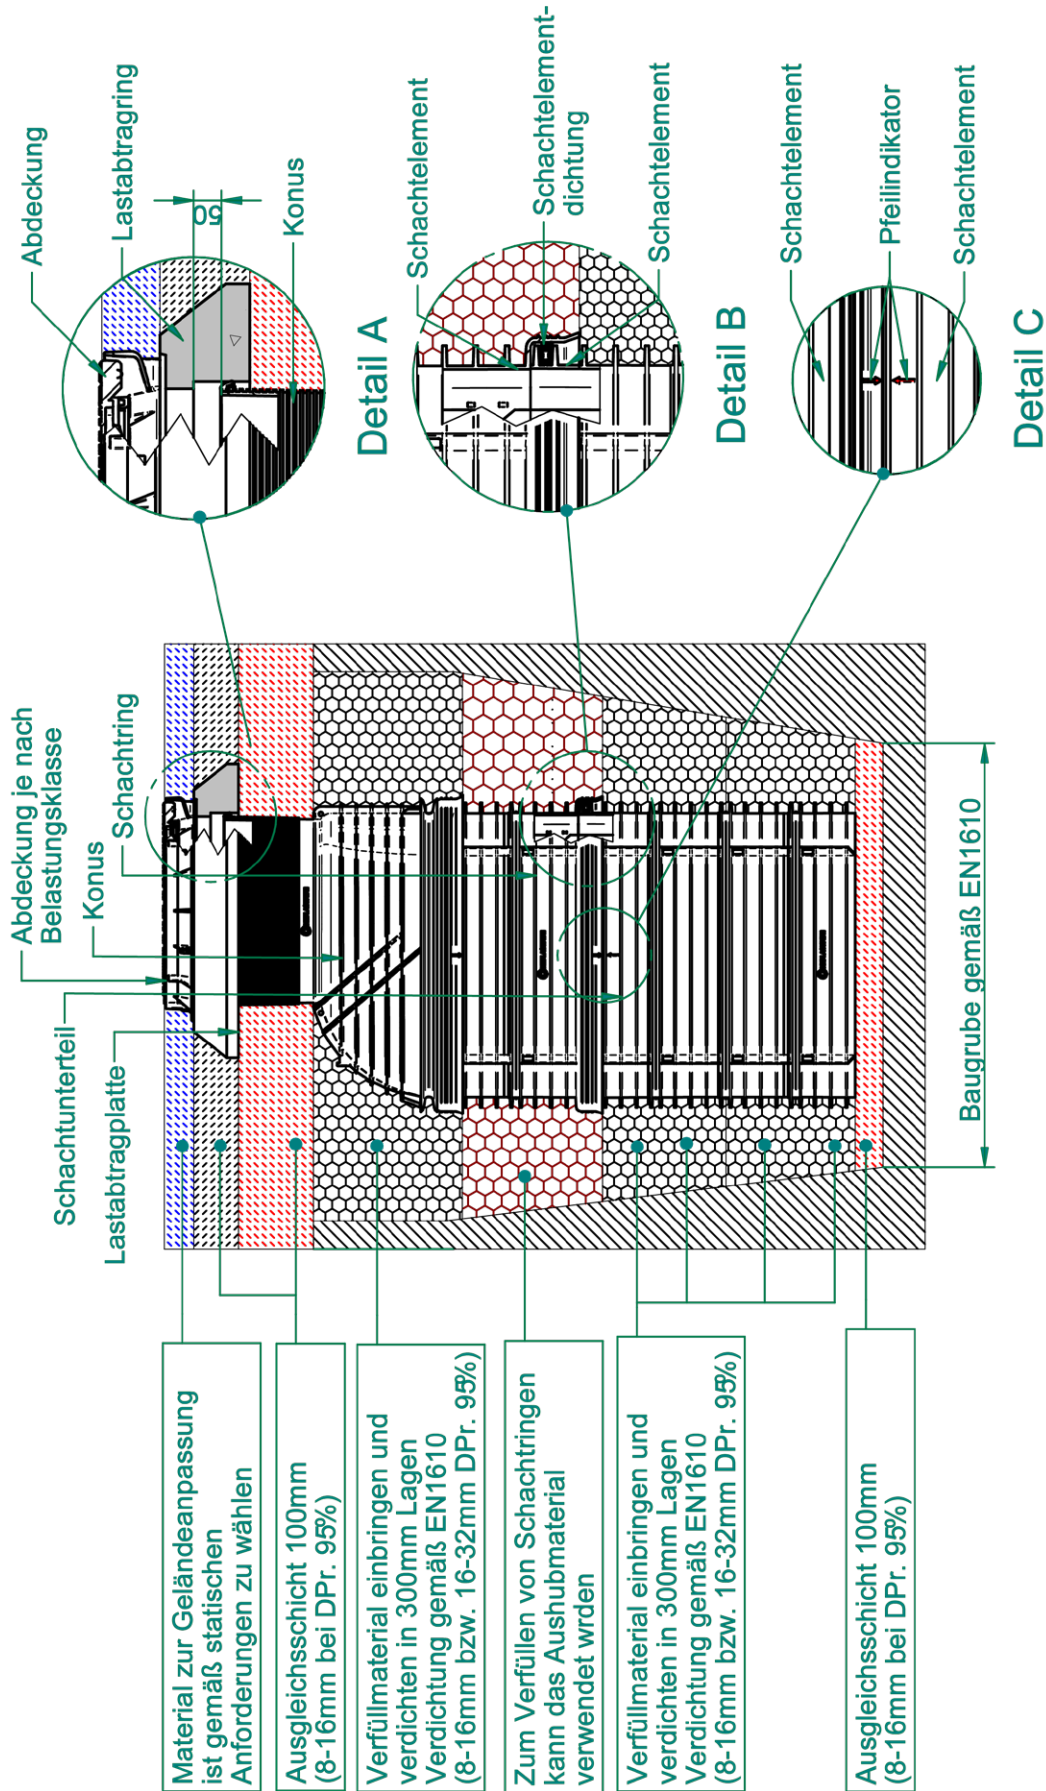 Material zur Geländeanpassung
ist gemäß statischen
Anforderungen zu wählen
Ausgleichsschicht 100mm
(8-16mm bei DPr. 95%)
Verfüllmaterial einbringen und
verdichten in 300mm Lagen
Verdichtung gemäß EN1610
(8-16mm bzw. 16-32mm DPr. 95%)
Zum Verfüllen von Schachtringen
kann das Aushubmaterial
verwendet wrden
Verfüllmaterial einbringen und
verdichten in 300mm Lagen
Verdichtung gemäß EN1610
(8-16mm bzw. 16-32mm DPr. 95%)
Ausgleichsschicht 100mm
(8-16mm bei DPr. 95%)
Abdeckung je nach
Belastungsklasse
Schachtring
Konus
Schachtunterteil
Lastabtragplatte
Baugrube gemäß EN1610
Abdeckung
Lastabtragring
50
Konus
Detail A
Schachtelement
Schachtelement-
dichtung
Schachtelement
Detail B
Schachtelement
Pfeilindikator
Schachtelement
Detail C